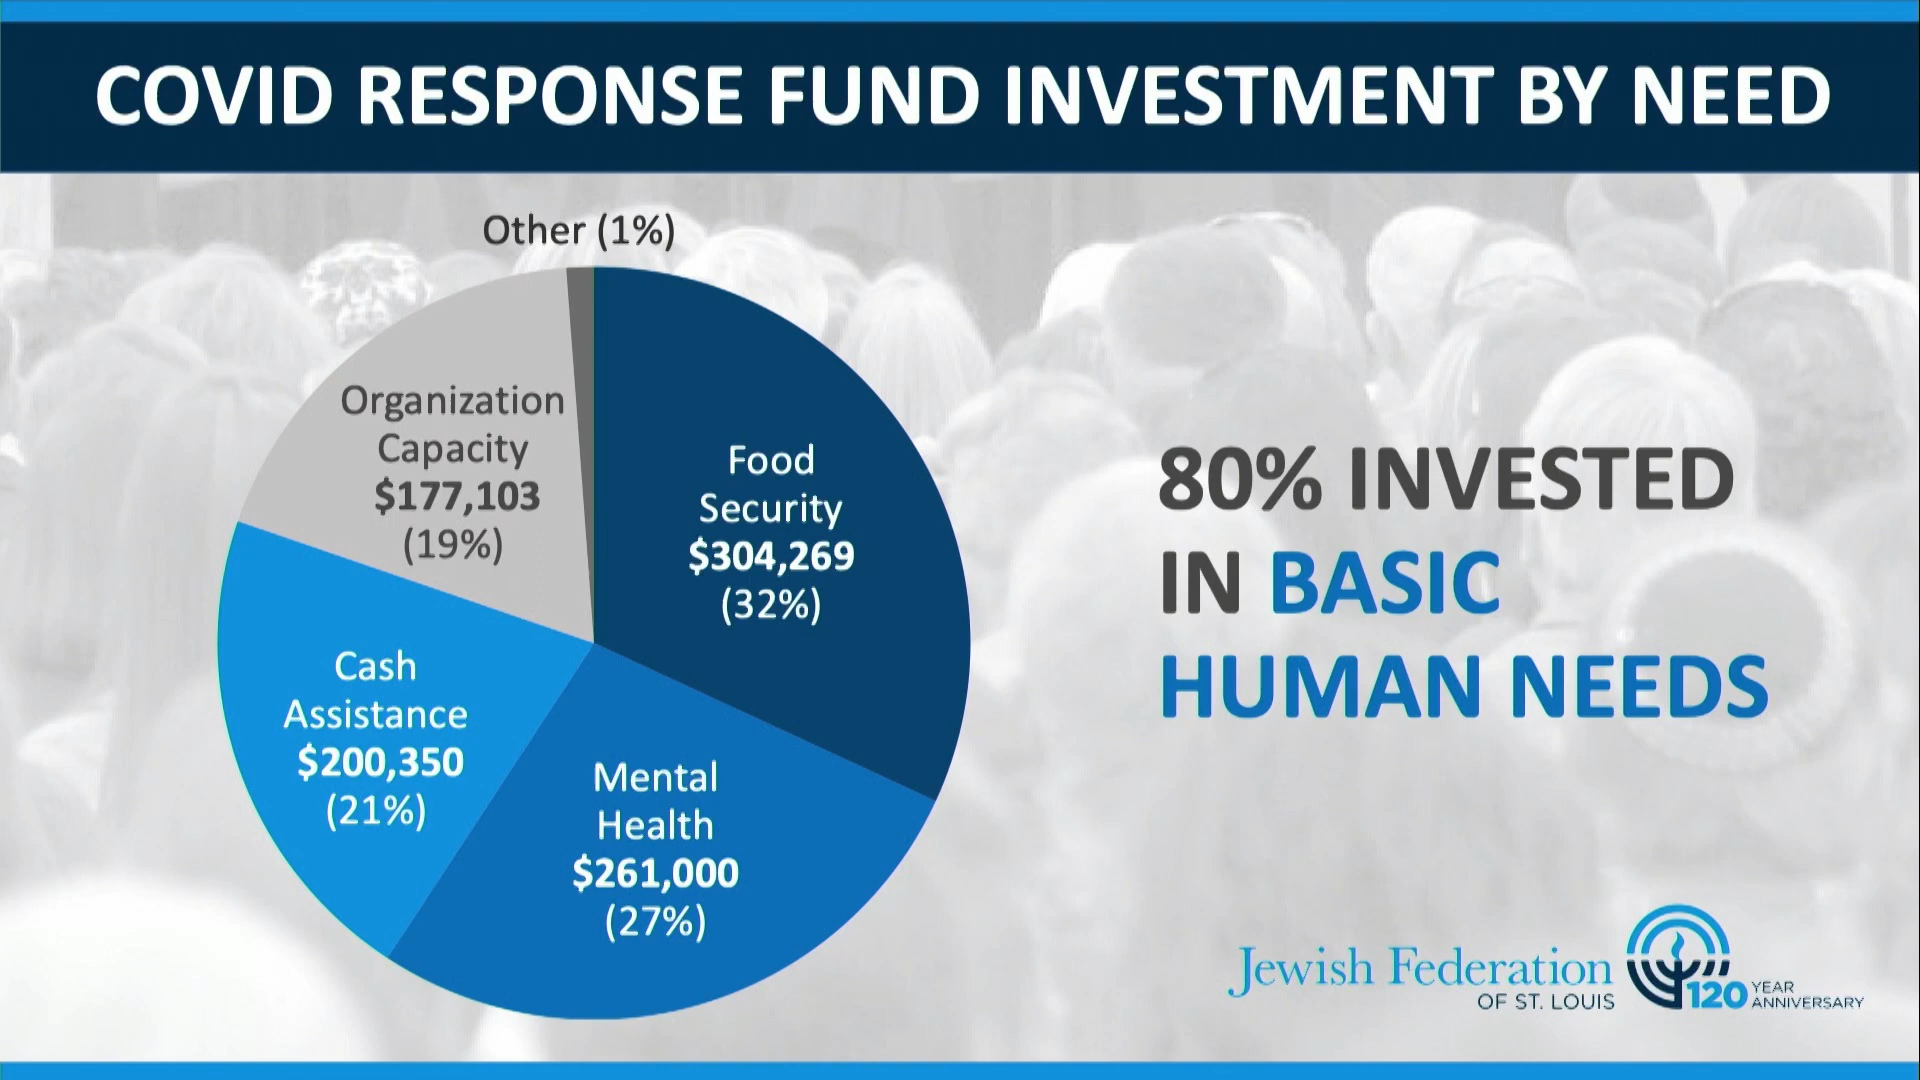 COVID RESPONSE FUND INVESTMENT BY NEED
Other (1%)
Organization
Capacity
$177,103
(19%)
Food
Security
$304,269
(32%)
Cash
Assistance
$200,350
(21%)
Mental
Health
$261,000
(27%)
80% INVESTED
IN BASIC
HUMAN NEEDS
Jewish Federation
OF ST. LOUIS
120 YEAR
ANNIVERSARY